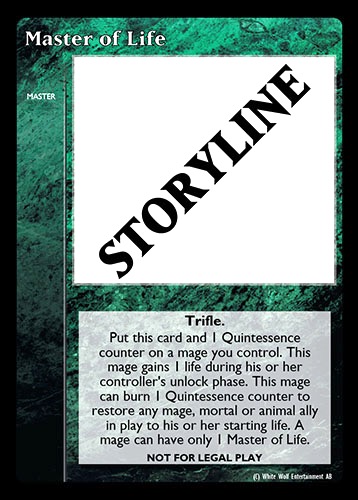 Master of Life
MASTER
STORYLINE
Trifle.
Put this card and 1 Quintessence
counter on a mage you control. This
mage gains 1 life during his or her
controller's unlock phase. This mage
can burn 1 Quintessence counter to
restore any mage, mortal or animal ally
in play to his or her starting life. A
mage can have only 1 Master of Life.
NOT FOR LEGAL PLAY
(C) White Wolf Entertainment AB